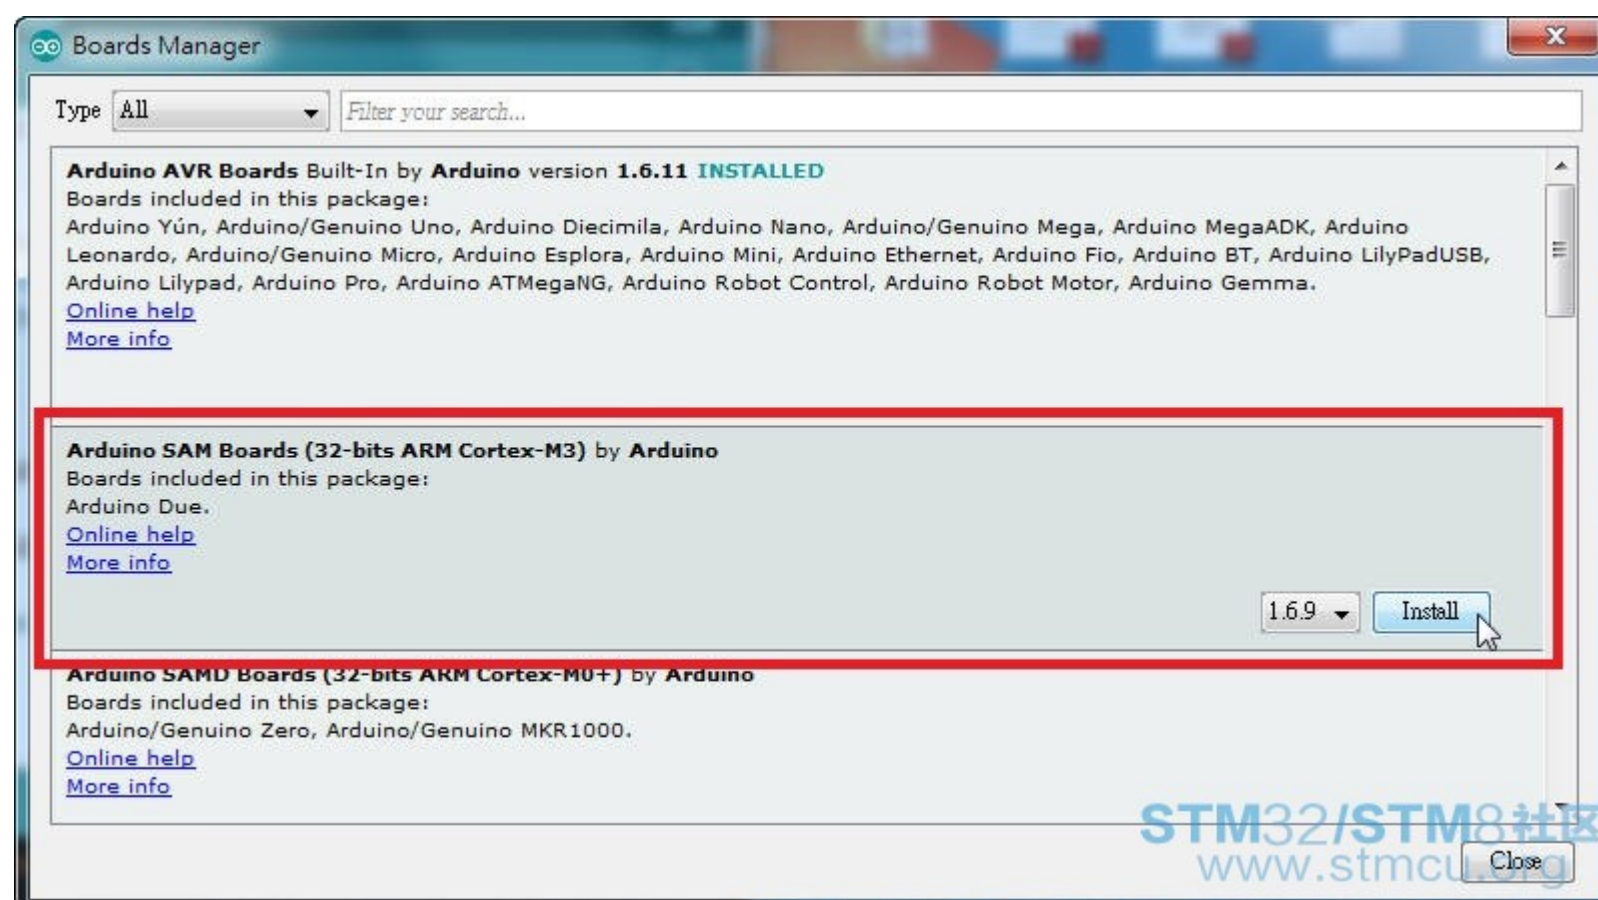 Boards Manager
Type All Filter your search...
Arduino AVR Boards Built-In by Arduino version 1.6.11 INSTALLED
Boards included in this package:
Arduino Yún, Arduino/Genuino Uno, Arduino Diecimila, Arduino Nano, Arduino/Genuino Mega, Arduino MegaADK, Arduino
Leonardo, Arduino/Genuino Micro, Arduino Esplora, Arduino Mini, Arduino Ethernet, Arduino Fio, Arduino BT, Arduino LilyPadUSB,
Arduino Lilypad, Arduino Pro, Arduino ATMegaNG, Arduino Robot Control, Arduino Robot Motor, Arduino Gemma.
Online help
More info
Arduino SAM Boards (32-bits ARM Cortex-M3) by Arduino
Boards included in this package:
Arduino Due.
Online help
More info
1.6.9 Install
Arduino SAMD Boards (32-bits ARM Cortex-M0+) by Arduino
Boards included in this package:
Arduino/Genuino Zero, Arduino/Genuino MKR1000.
Online help
More info
STM32/STM8社区
www.stmcu.org
Close